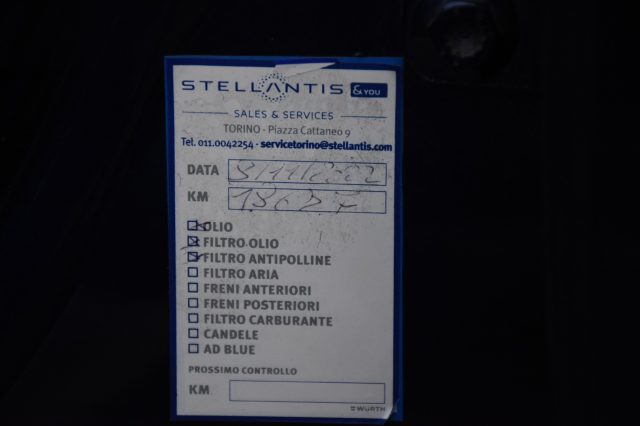 STELLANTIS &YOU
SALES & SERVICES
TORINO - Piazza Cattaneo 9
Tel. 011.0042254 - servicetorino@stellantis.com
DATA
KM
OLIO
FILTRO OLIO
FILTRO ANTIPOLLINE
FILTRO ARIA
FRENI ANTERIORI
FRENI POSTERIORI
FILTRO CARBURANTE
CANDELE
AD BLUE
PROSSIMO CONTROLLO
KM.
WÜRTH